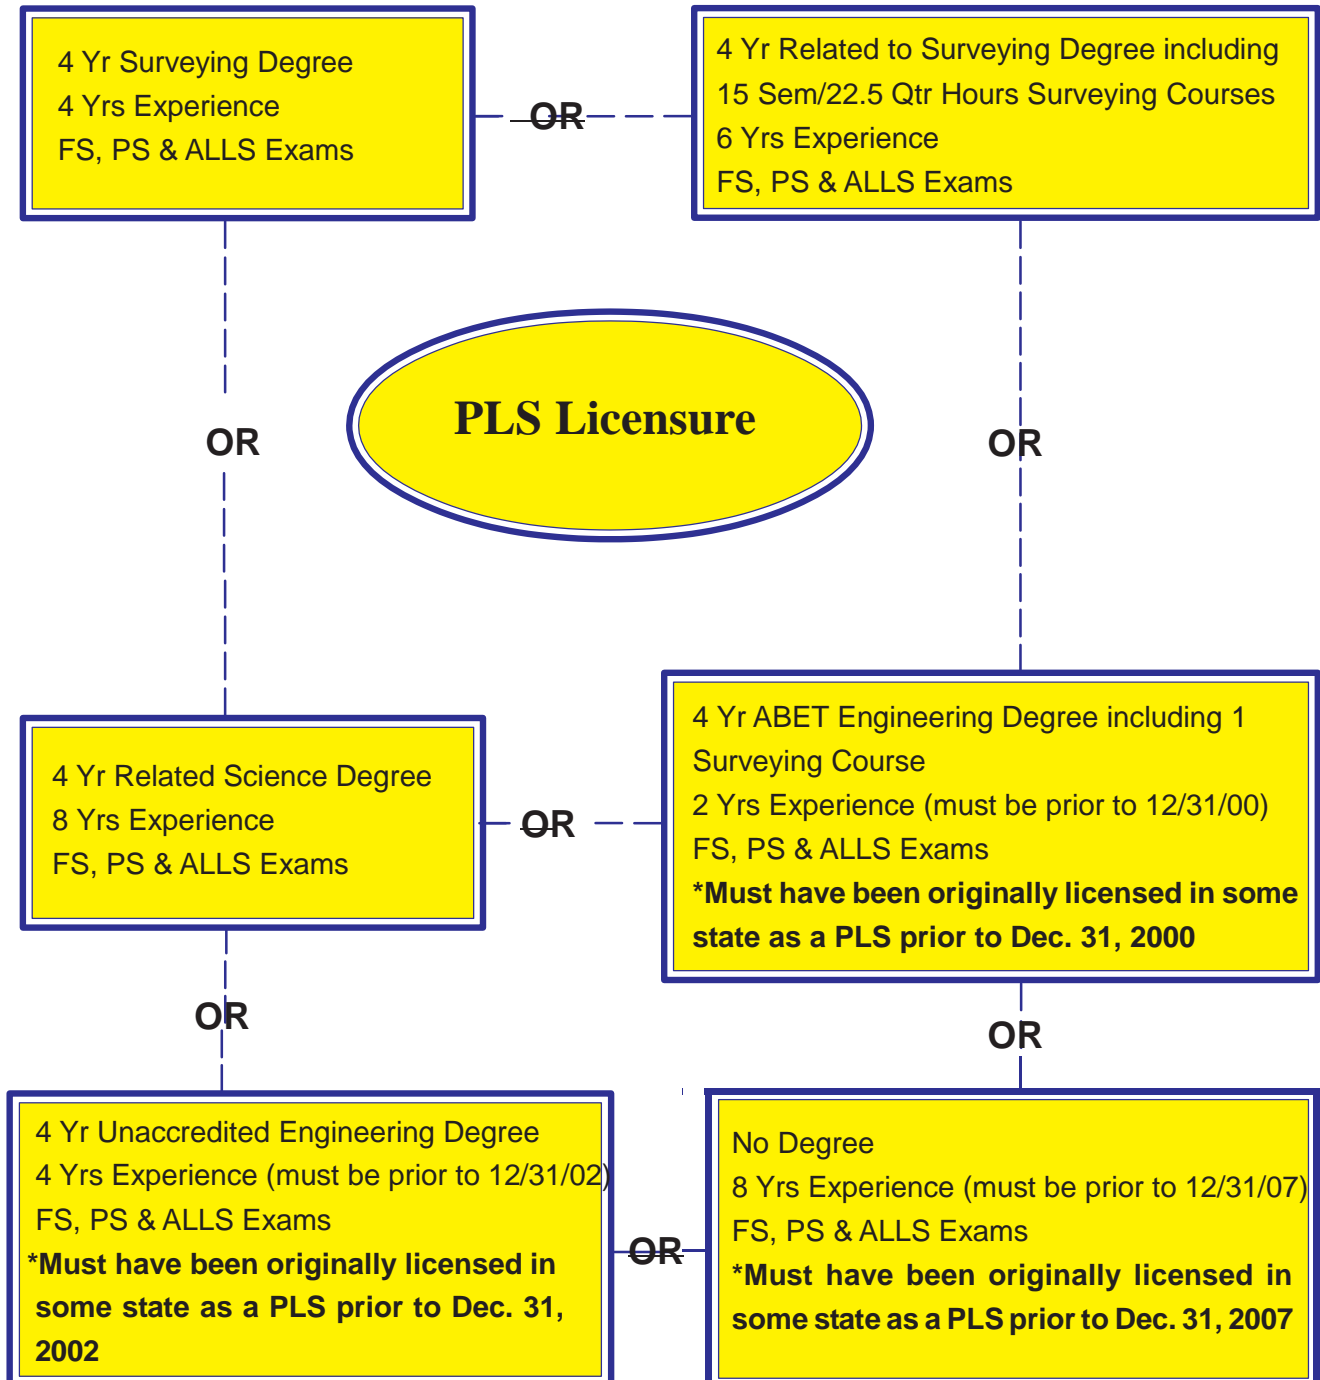 4 Yr Surveying Degree
4 Yrs Experience
FS, PS & ALLS Exams
OR
4 Yr Related to Surveying Degree including
15 Sem/22.5 Qtr Hours Surveying Courses
6 Yrs Experience
FS, PS & ALLS Exams
OR
PLS Licensure
OR
4 Yr Related Science Degree
8 Yrs Experience
FS, PS & ALLS Exams
OR
4 Yr ABET Engineering Degree including 1
Surveying Course
2 Yrs Experience (must be prior to 12/31/00)
FS, PS & ALLS Exams
*Must have been originally licensed in some
state as a PLS prior to Dec. 31, 2000
OR
OR
4 Yr Unaccredited Engineering Degree
4 Yrs Experience (must be prior to 12/31/02)
FS, PS & ALLS Exams
*Must have been originally licensed in
some state as a PLS prior to Dec. 31,
2002
OR
No Degree
8 Yrs Experience (must be prior to 12/31/07)
FS, PS & ALLS Exams
*Must have been originally licensed in
some state as a PLS prior to Dec. 31, 2007